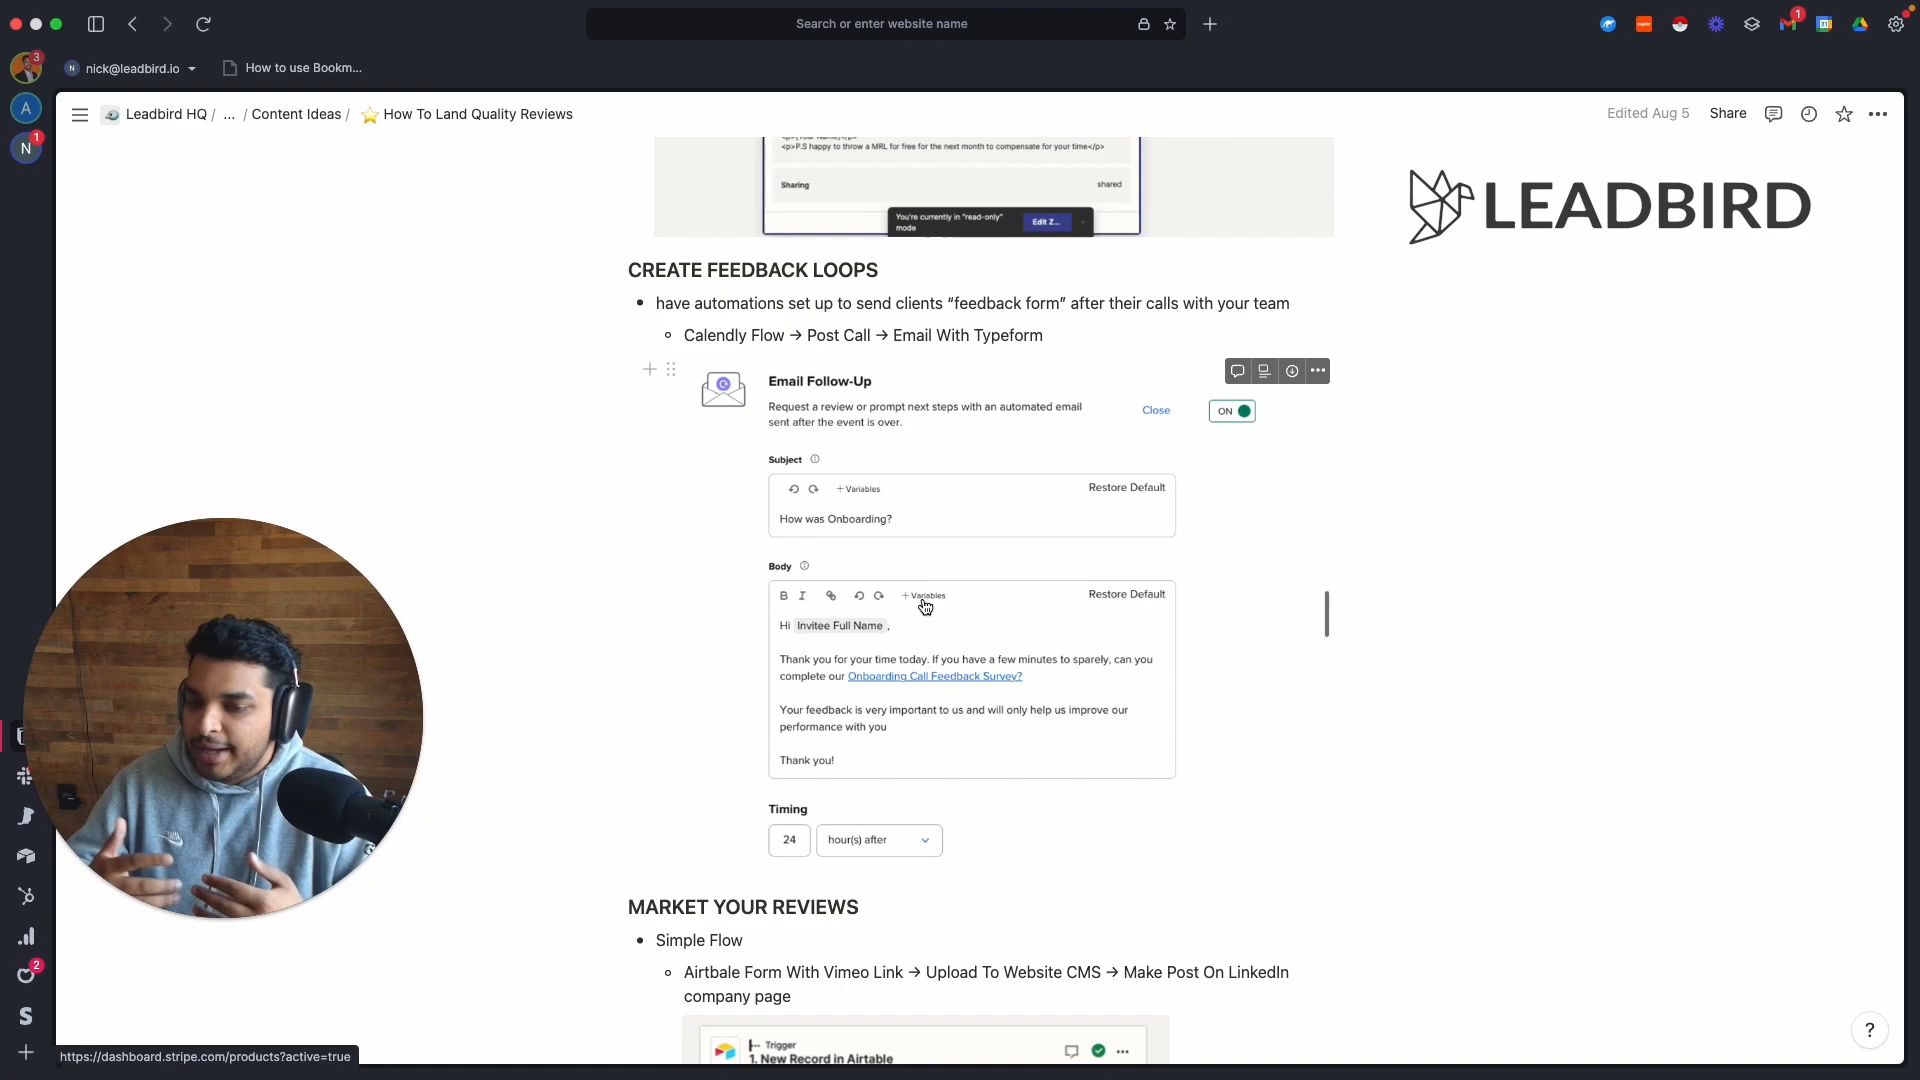 Search or enter website name
1
31
3
N nick@leadbird.io
How to use Bookm...
A
N
1
Leadbird HQ / ... / Content Ideas / How To Land Quality Reviews
Edited Aug 5
Share
<p>P.S happy to throw a MRL for free for the next month to compensate for your time</p>
Sharing
shared
You're currently in "read-only"
mode
Edit Z...
LEADBIRD
CREATE FEEDBACK LOOPS
• have automations set up to send clients “feedback form” after their calls with your team
◦ Calendly Flow → Post Call → Email With Typeform
Email Follow-Up
Request a review or prompt next steps with an automated email
sent after the event is over.
Close
ON
Subject
+ Variables
Restore Default
How was Onboarding?
Body
B I
+ Variables
Restore Default
Hi Invitee Full Name ,
Thank you for your time today. If you have a few minutes to sparely, can you
complete our Onboarding Call Feedback Survey?
Your feedback is very important to us and will only help us improve our
performance with you
Thank you!
Timing
24
hour(s) after
MARKET YOUR REVIEWS
• Simple Flow
◦ Airtbale Form With Vimeo Link → Upload To Website CMS → Make Post On LinkedIn
company page
Trigger
1. New Record in Airtable
2
S
?
https://dashboard.stripe.com/products?active=true